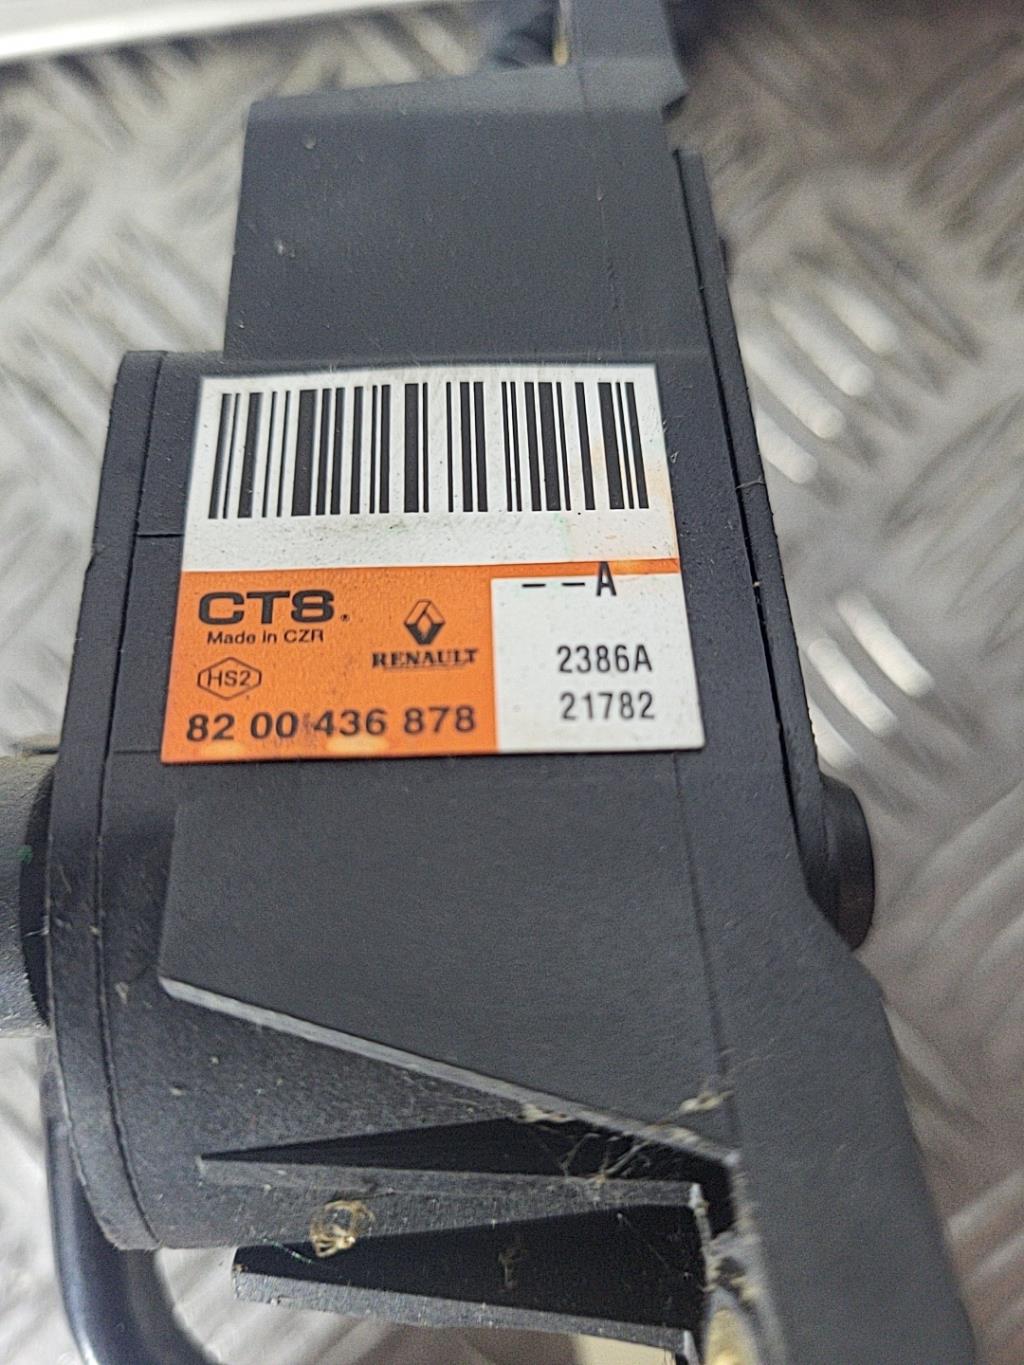 – – A
CTS.
Made in CZR
RENAULT
2386A
HS2
21782
82 00 436 878